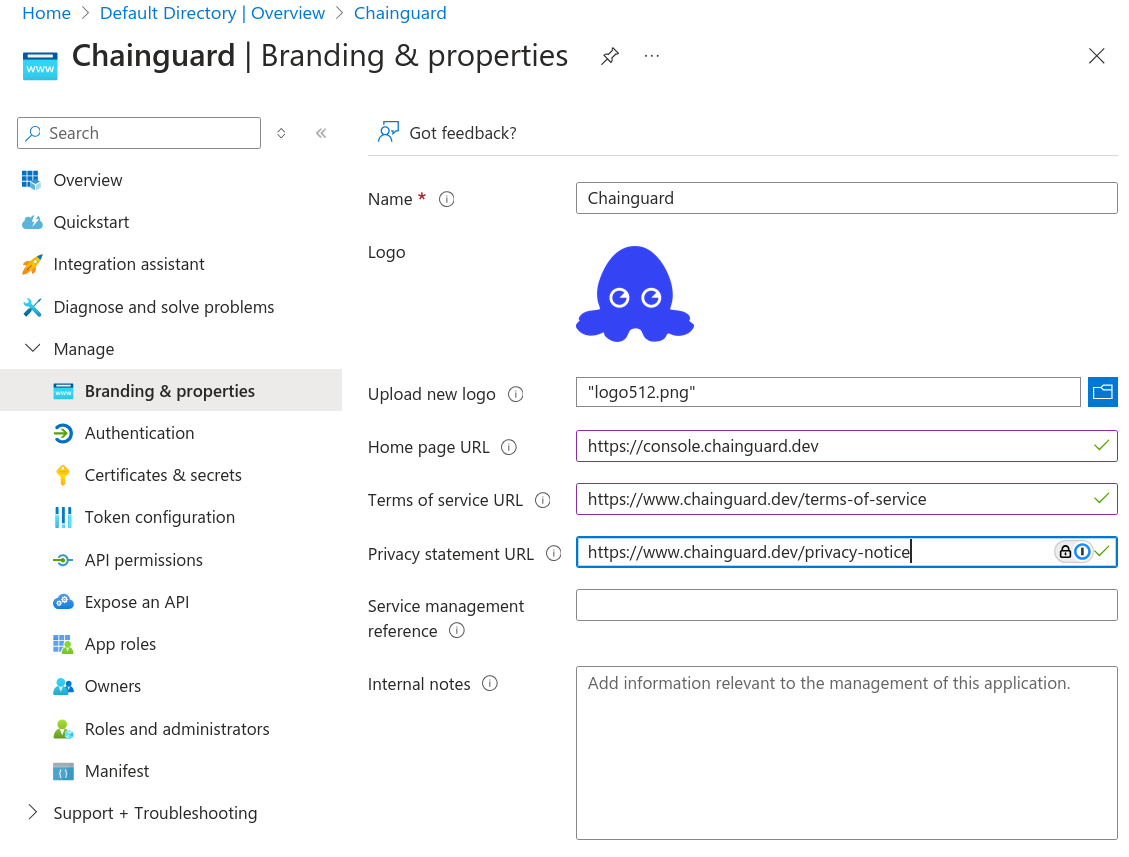 Home > Default Directory | Overview > Chainguard
www
Chainguard | Branding & properties
...
Search
Got feedback?
Overview
Quickstart
Integration assistant
Diagnose and solve problems
Manage
www
Branding & properties
Authentication
Certificates & secrets
Token configuration
API permissions
Expose an API
App roles
Owners
Roles and administrators
Manifest
Support + Troubleshooting
Name *
Chainguard
Logo
Upload new logo
"logo512.png"
Home page URL
https://console.chainguard.dev
Terms of service URL
https://www.chainguard.dev/terms-of-service
Privacy statement URL
https://www.chainguard.dev/privacy-notice
Service management
reference
Internal notes
Add information relevant to the management of this application.